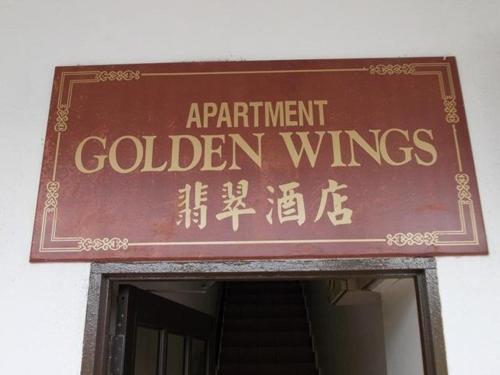 APARTMENT
GOLDEN WINGS
翡翠酒店